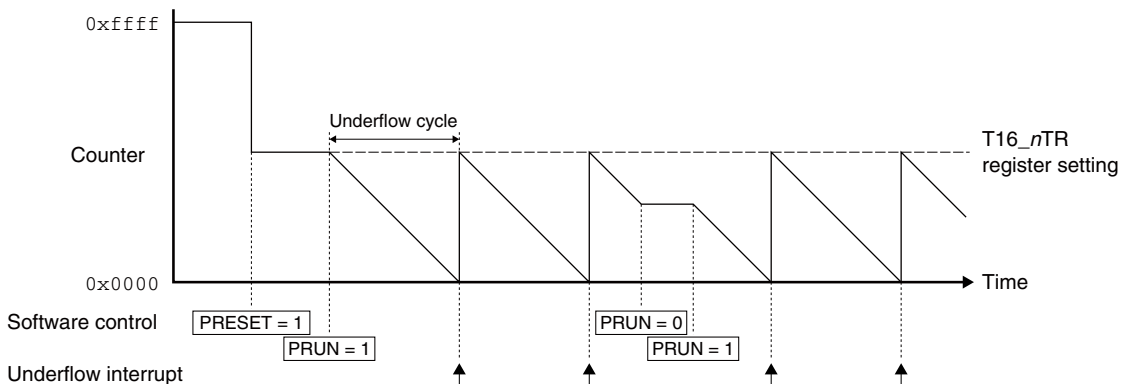 0xffff
Underflow cycle
Counter
T16_nTR
register setting
0x0000
Time
Software control
PRESET = 1
PRUN = 0
PRUN = 1
PRUN = 1
Underflow interrupt